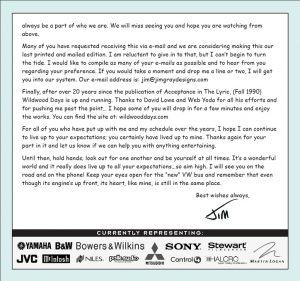 always be a part of who we are. We will miss seeing you and hope you are watching from
above.
Many of you have requested receiving this via e-mail and we are considering making this our
last printed and mailed edition. I am reluctant to give in to that, but I can't begin to turn
the tide. I would like to compile as many of your e-mails as possible and to hear from you
regarding your preference. If you would take a moment and drop me a line or two, I will get
you into our system. Our e-mail address is: jim@jimgraydesigns.com
Finally, after over 20 years since the publication of Acceptance in The Lyric, (Fall 1990)
Wildwood Days is up and running. Thanks to David Lowe and Web Yoda for all his efforts and
for pushing me past the point... I hope some of you will drop in for a few minutes and enjoy
the works. You can find the site at: wildwooddays.com
For all of you who have put up with me and my schedule over the years, I hope I can continue
to live up to your expectations; you certainly have lived up to mine. Thanks again for your
part in it and let us know if we can help you with anything entertaining.
Until then, hold hands, look out for one another and be yourself at all times. It's a wonderful
world and it really does live up to all your expectations...so aim high. I will see you on the
road and on the phone! Keep your eyes open for the "new" VW bus and remember that even
though its engine's up front, its heart, like mine, is still in the same place.
Best wishes always,
Jim
CURRENTLY REPRESENTING:
YAMAHA B&W Bowers & Wilkins SONY Stewart
JVC McIntosh NILES polkaudio MITSUBISHI Control4 HALCRO MARTIN LOGAN